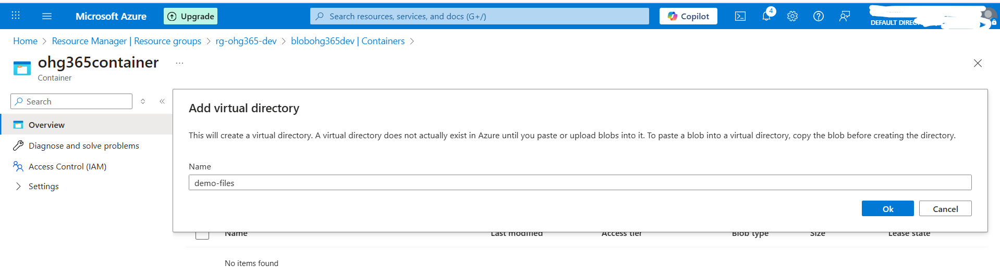 Microsoft Azure
Upgrade
Search resources, services, and docs (G+/)
Copilot
4
DEFAULT DIRECT
Home > Resource Manager | Resource groups > rg-ohg365-dev > blobohg365dev | Containers >
ohg365container ...
Container
Search
Overview
Diagnose and solve problems
Access Control (IAM)
Settings
Add virtual directory
This will create a virtual directory. A virtual directory does not actually exist in Azure until you paste or upload blobs into it. To paste a blob into a virtual directory, copy the blob before creating the directory.
Name
demo-files
Ok Cancel
Name Last modified Access tier Blob type Size Lease state
No items found